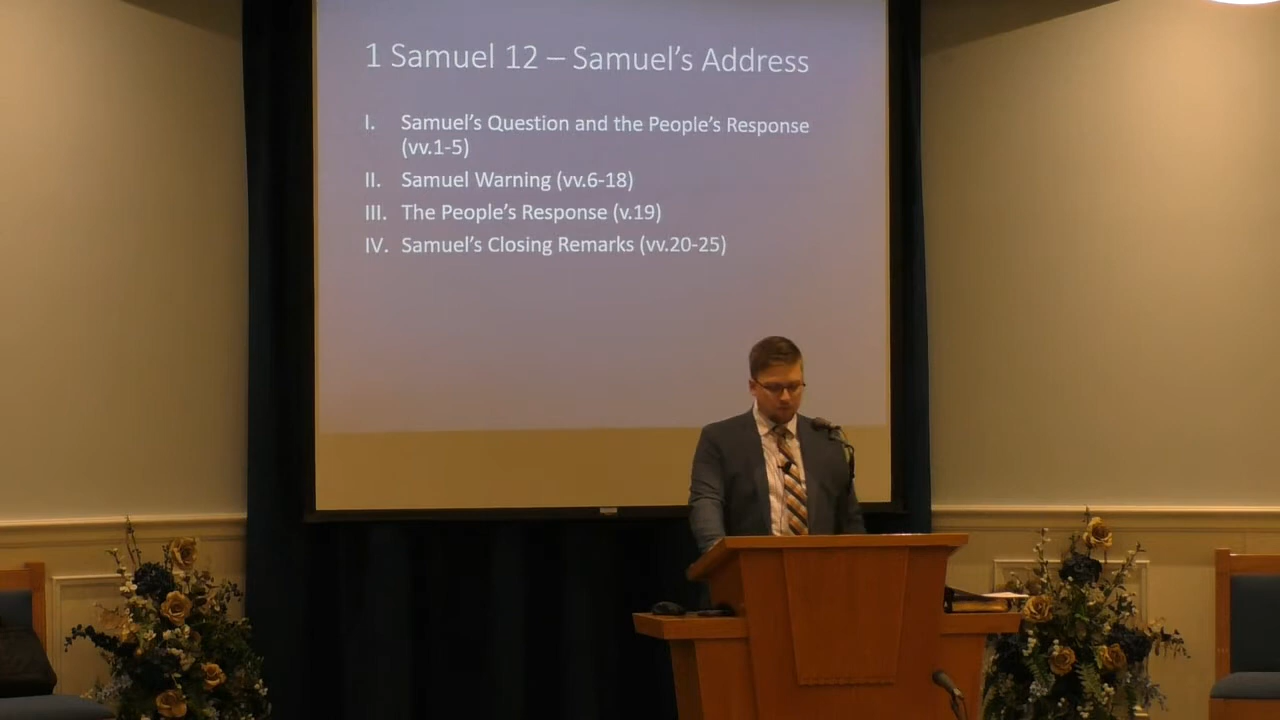 1 Samuel 12 – Samuel's Address
I. Samuel's Question and the People's Response
(vv.1-5)
II. Samuel Warning (vv.6-18)
III. The People's Response (v.19)
IV. Samuel's Closing Remarks (vv.20-25)